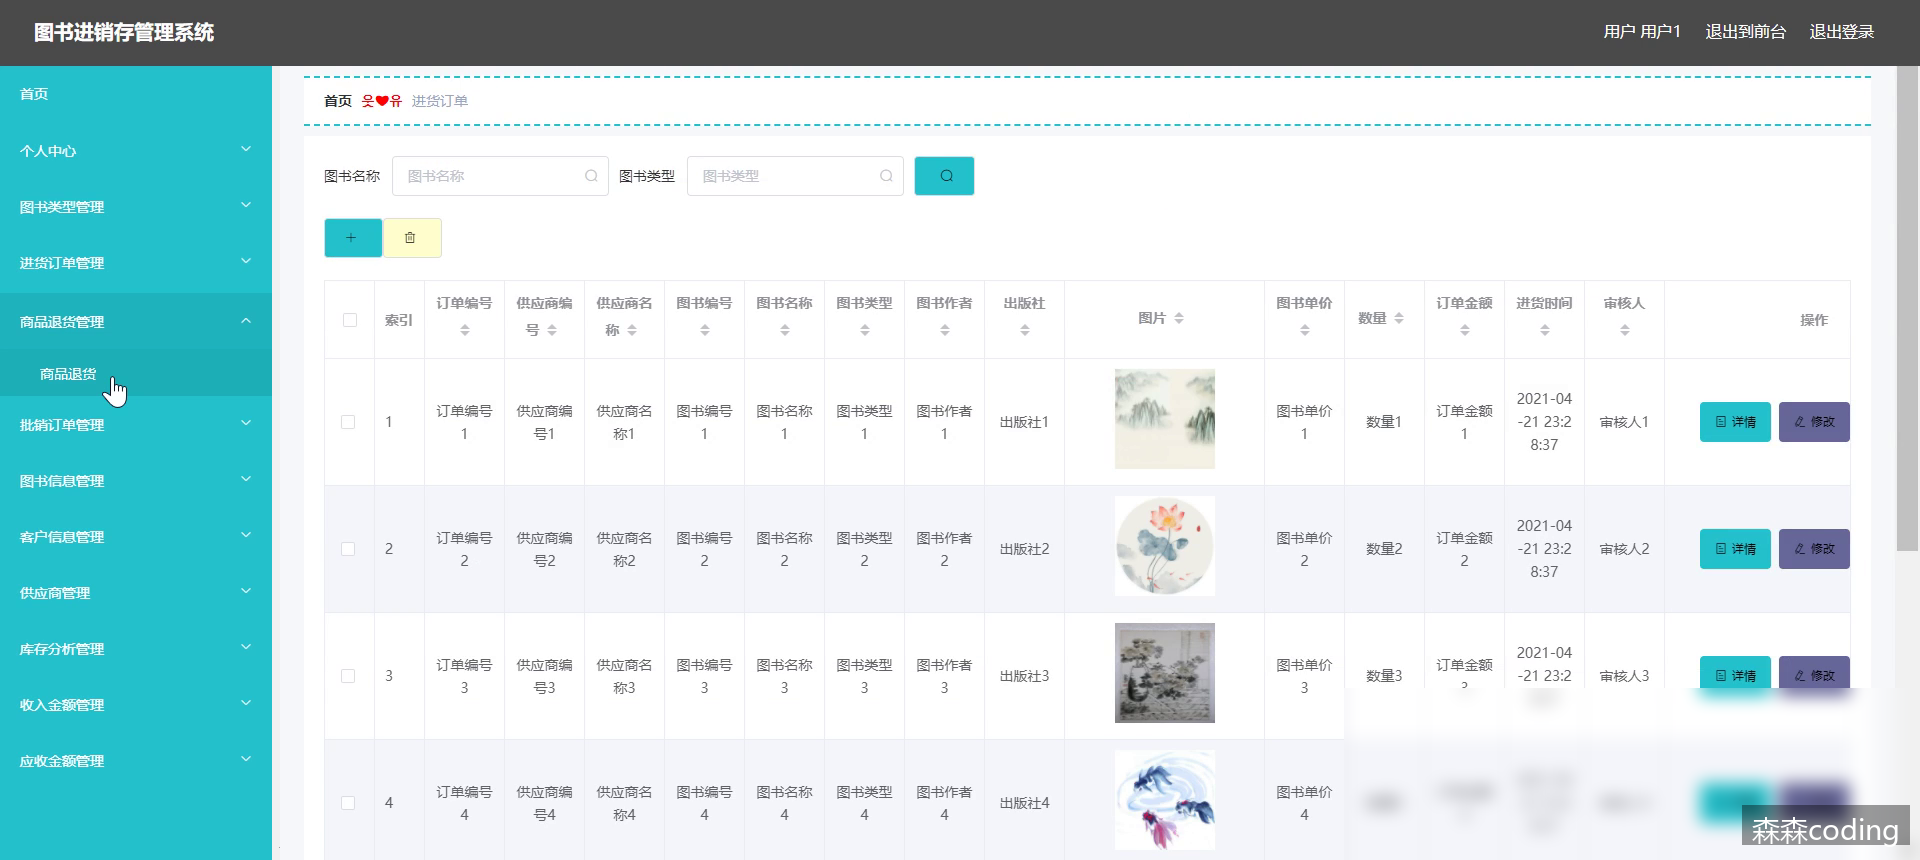 图书进销存管理系统
用户 用户1 退出到前台 退出登录
首页
个人中心
图书类型管理
进货订单管理
商品退货管理
商品退货
批销订单管理
图书信息管理
客户信息管理
供应商管理
库存分析管理
收入金额管理
应收金额管理
首页 웃❤유 进货订单
图书名称 图书名称 图书类型 图书类型
索引 订单编号 供应商编号 供应商名称 图书编号 图书名称 图书类型 图书作者 出版社 图片 图书单价 数量 订单金额 进货时间 审核人 操作
1 订单编号1 供应商编号1 供应商名称1 图书编号1 图书名称1 图书类型1 图书作者1 出版社1 图书单价1 数量1 订单金额1 2021-04-21 23:28:37 审核人1 详情 修改
2 订单编号2 供应商编号2 供应商名称2 图书编号2 图书名称2 图书类型2 图书作者2 出版社2 图书单价2 数量2 订单金额2 2021-04-21 23:28:37 审核人2 详情 修改
3 订单编号3 供应商编号3 供应商名称3 图书编号3 图书名称3 图书类型3 图书作者3 出版社3 图书单价3 数量3 订单金额 2021-04-21 23:2 审核人3 详情 修改
4 订单编号4 供应商编号4 供应商名称4 图书编号4 图书名称4 图书类型4 图书作者4 出版社4 图书单价4
森森coding